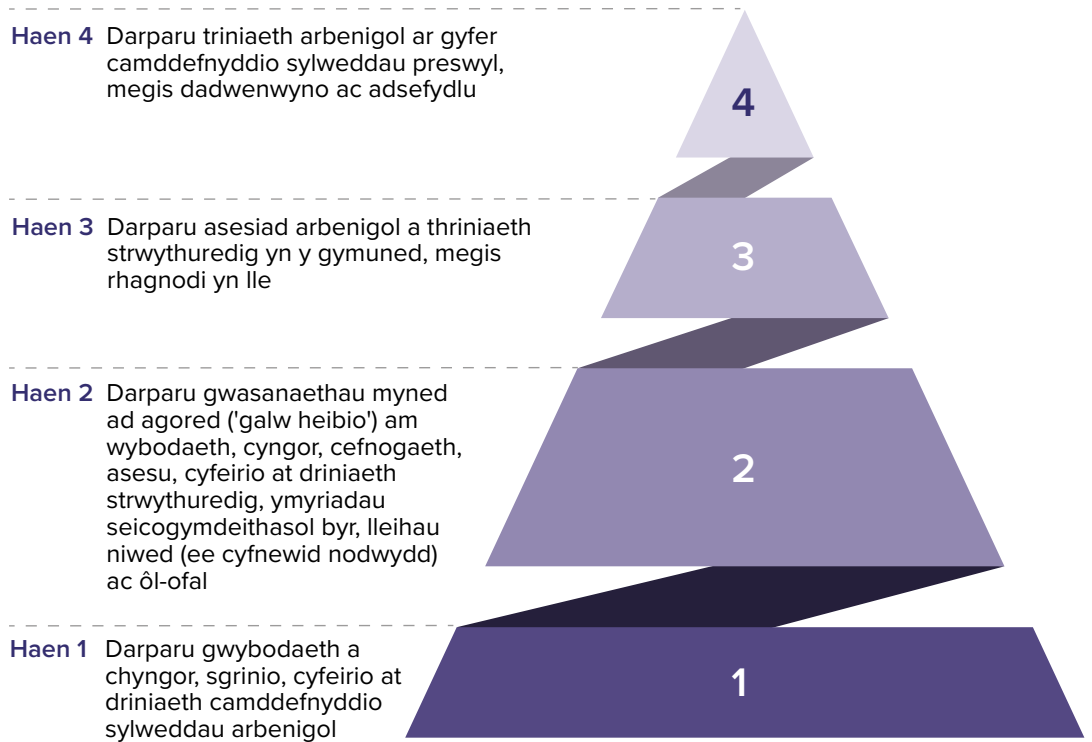 Haen 4 Darparu triniaeth arbenigol ar gyfer
camddefnyddio sylweddau preswyl,
megis dadwenwyno ac adsefydlu
4
Haen 3 Darparu asesiad arbenigol a thriniaeth
strwythuredig yn y gymuned, megis
rhagnodi yn lle
3
Haen 2 Darparu gwasanaethau myned
ad agored ('galw heibio') am
wybodaeth, cyngor, cefnogaeth,
asesu, cyfeirio at driniaeth
strwythuredig, ymyriadau
seicogymdeithasol byr, lleihau
niwed (ee cyfnewid nodwydd)
ac ôl-ofal
2
Haen 1 Darparu gwybodaeth a
chyngor, sgrinio, cyfeirio at
driniaeth camddefnyddio
sylweddau arbenigol
1